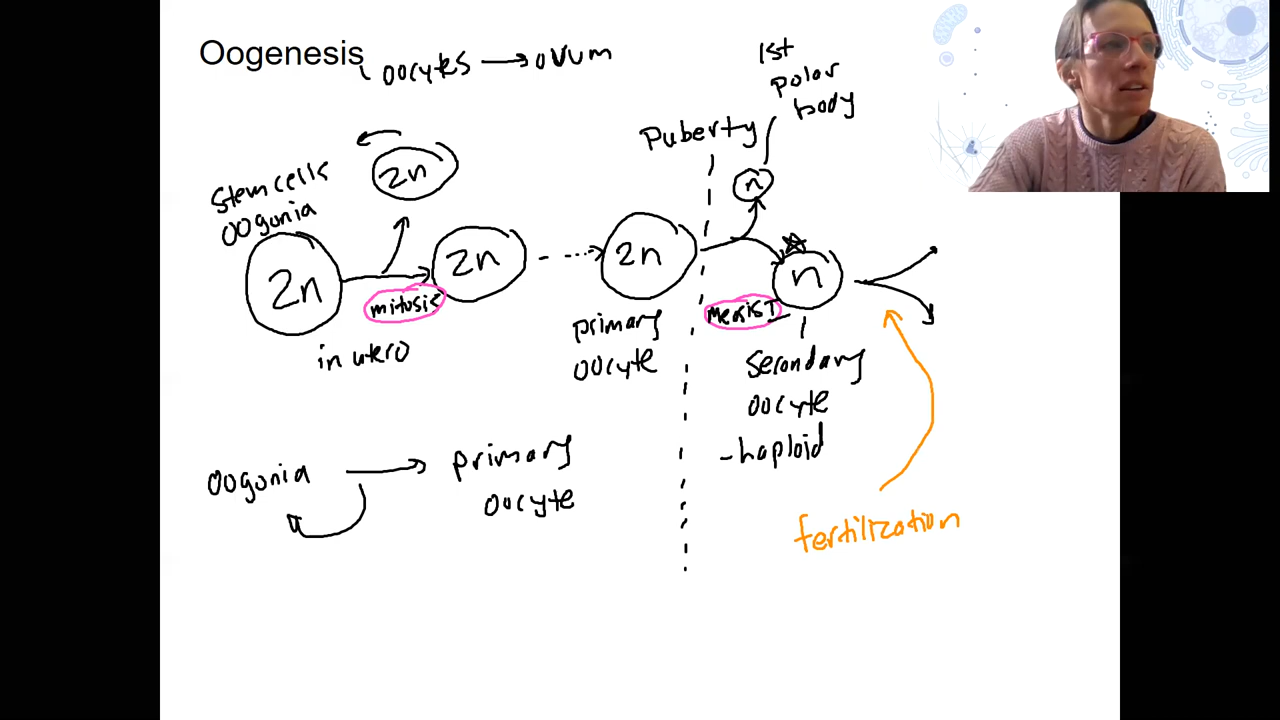 Oogenesis
oocytes → ovum
1st
polar
body
Puberty
n
2n
stem cells
oogonia
2n
mitosis
2n
2n
n
in utero
primary
oocyte
meiosis I
secondary
oocyte
-haploid
oogonia → primary
oocyte
fertilization